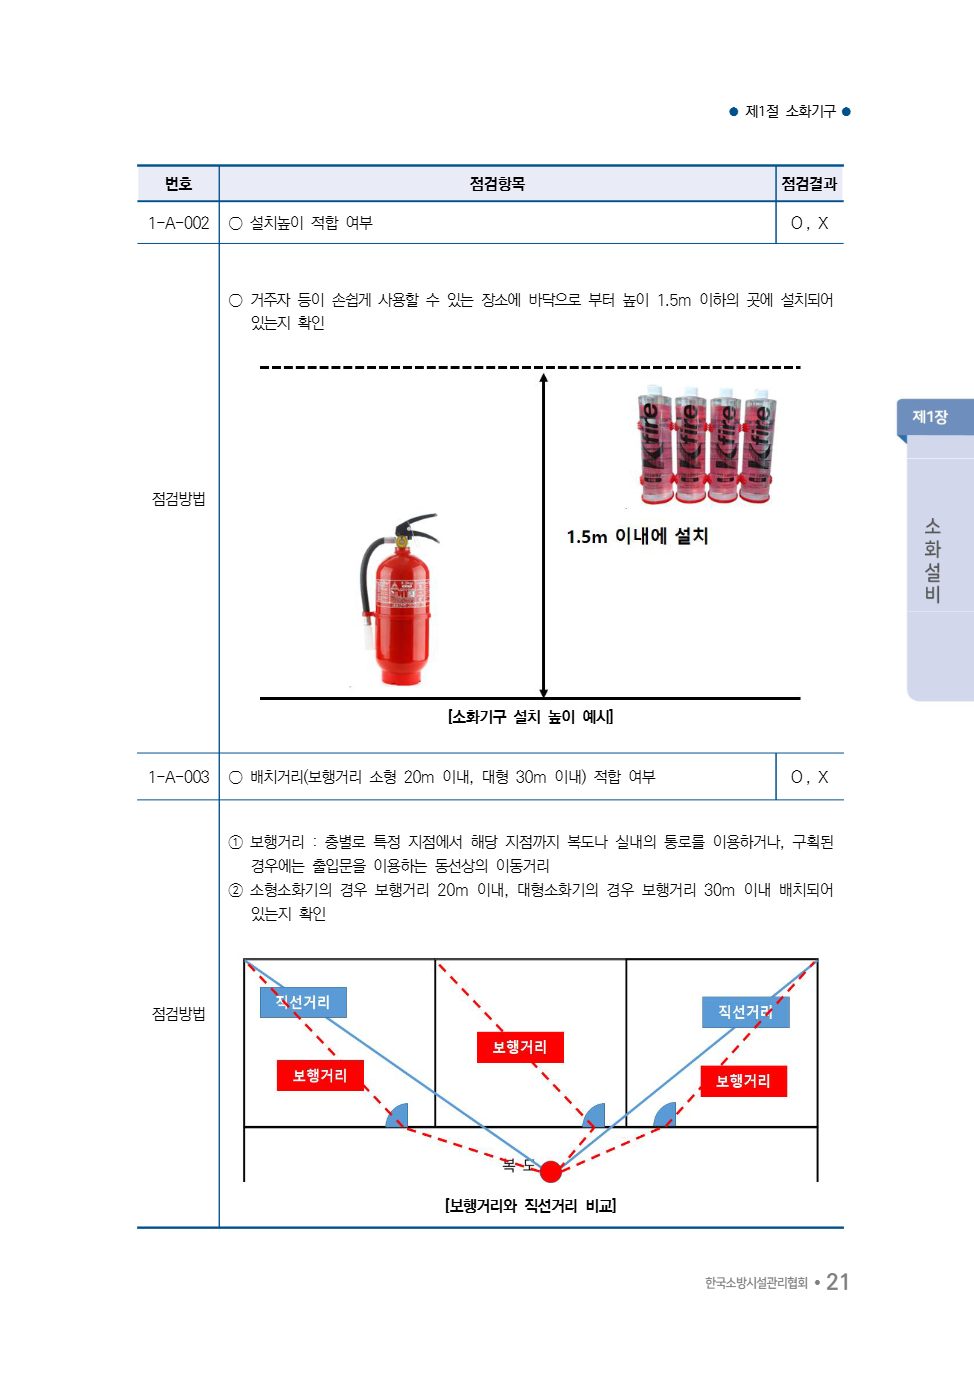 ● 제1절 소화기구 ●
번호 점검항목 점검결과
1-A-002 ○ 설치높이 적합 여부 O, X
점검방법
○ 거주자 등이 손쉽게 사용할 수 있는 장소에 바닥으로 부터 높이 1.5m 이하의 곳에 설치되어
있는지 확인
Kfire Kfire Kfire Kfire
1.5m 이내에 설치
[소화기구 설치 높이 예시]
1-A-003 ○ 배치거리(보행거리 소형 20m 이내, 대형 30m 이내) 적합 여부 O, X
점검방법
① 보행거리 : 층별로 특정 지점에서 해당 지점까지 복도나 실내의 통로를 이용하거나, 구획된
경우에는 출입문을 이용하는 동선상의 이동거리
② 소형소화기의 경우 보행거리 20m 이내, 대형소화기의 경우 보행거리 30m 이내 배치되어
있는지 확인
직선거리
직선거리
보행거리
보행거리
보행거리
복 도
[보행거리와 직선거리 비교]
제1장
소
화
설
비
한국소방시설관리협회 • 21